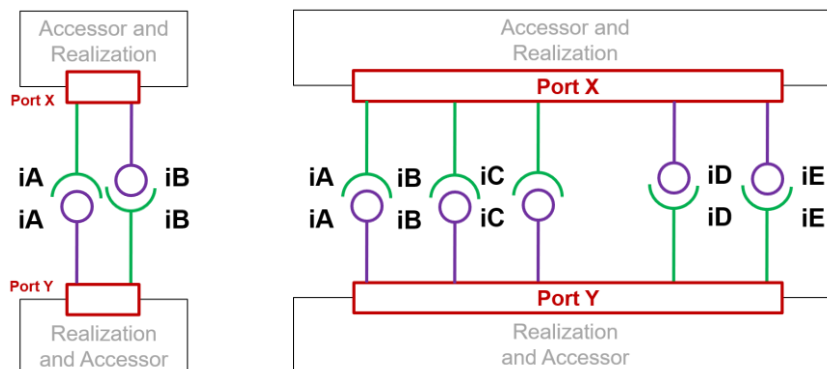 Accessor and
Realization
Port X
iA
iB
iA
iB
Port Y
Realization
and Accessor
Accessor and
Realization
Port X
iA
iB
iC
iD
iE
iA
iB
iC
iD
iE
Port Y
Realization
and Accessor